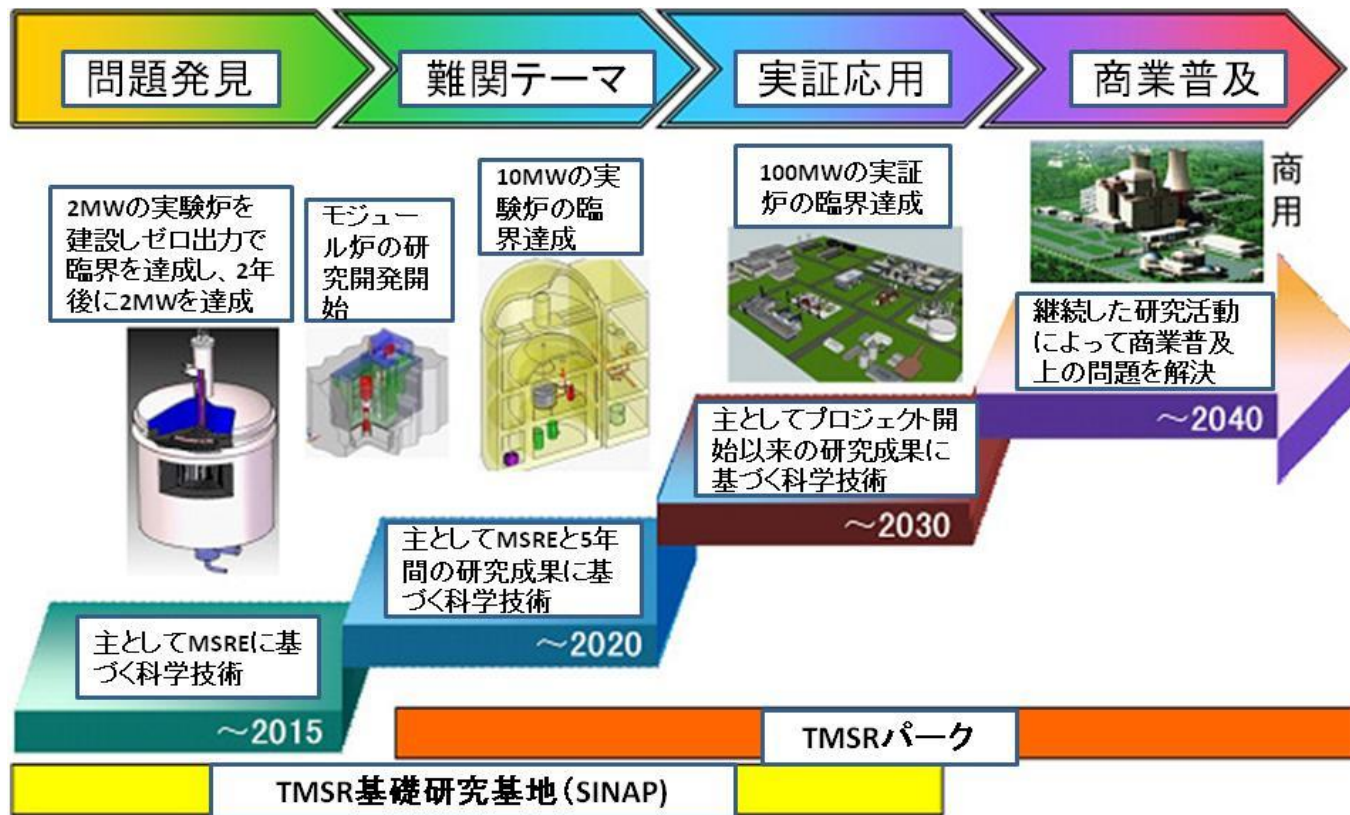 問題発見
難関テーマ
実証応用
商業普及
2MWの実験炉を
建設しゼロ出力で
臨界を達成し、2年
後に2MWを達成
モジュー
ル炉の研
究開発開
始
10MWの実
験炉の臨
界達成
100MWの実証
炉の臨界達成
商
用
継続した研究活動
によって商業普及
上の問題を解決
～2040
主としてプロジェクト開
始以来の研究成果に
基づく科学技術
～2030
主としてMSREと5年
間の研究成果に基
づく科学技術
～2020
主としてMSREに基
づく科学技術
～2015
TMSRパーク
TMSR基礎研究基地(SINAP)